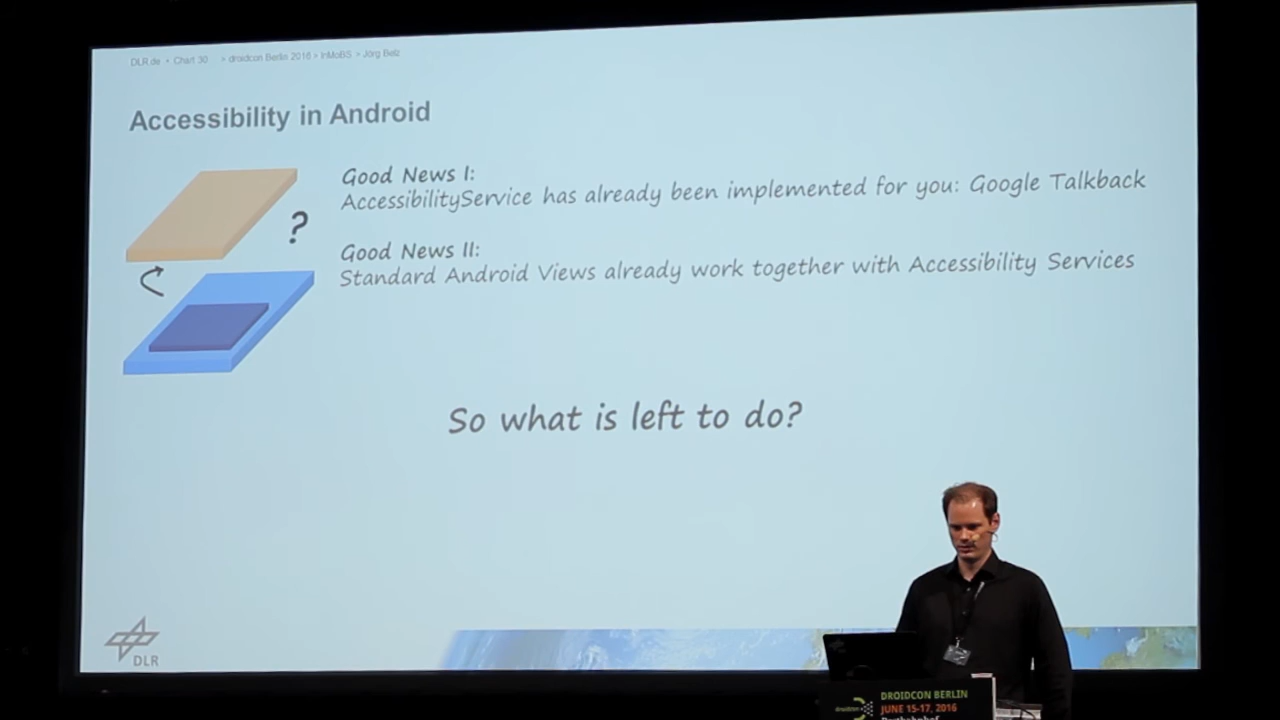 DLR.de • Chart 30 > droidcon Berlin 2016 > InMoBS > Jörg Belz
Accessibility in Android
Good News I:
AccessibilityService has already been implemented for you: Google Talkback
?
Good News II:
Standard Android Views already work together with Accessibility Services
So what is left to do?
DLR
droidcon
DROIDCON BERLIN
JUNE 15-17, 2016